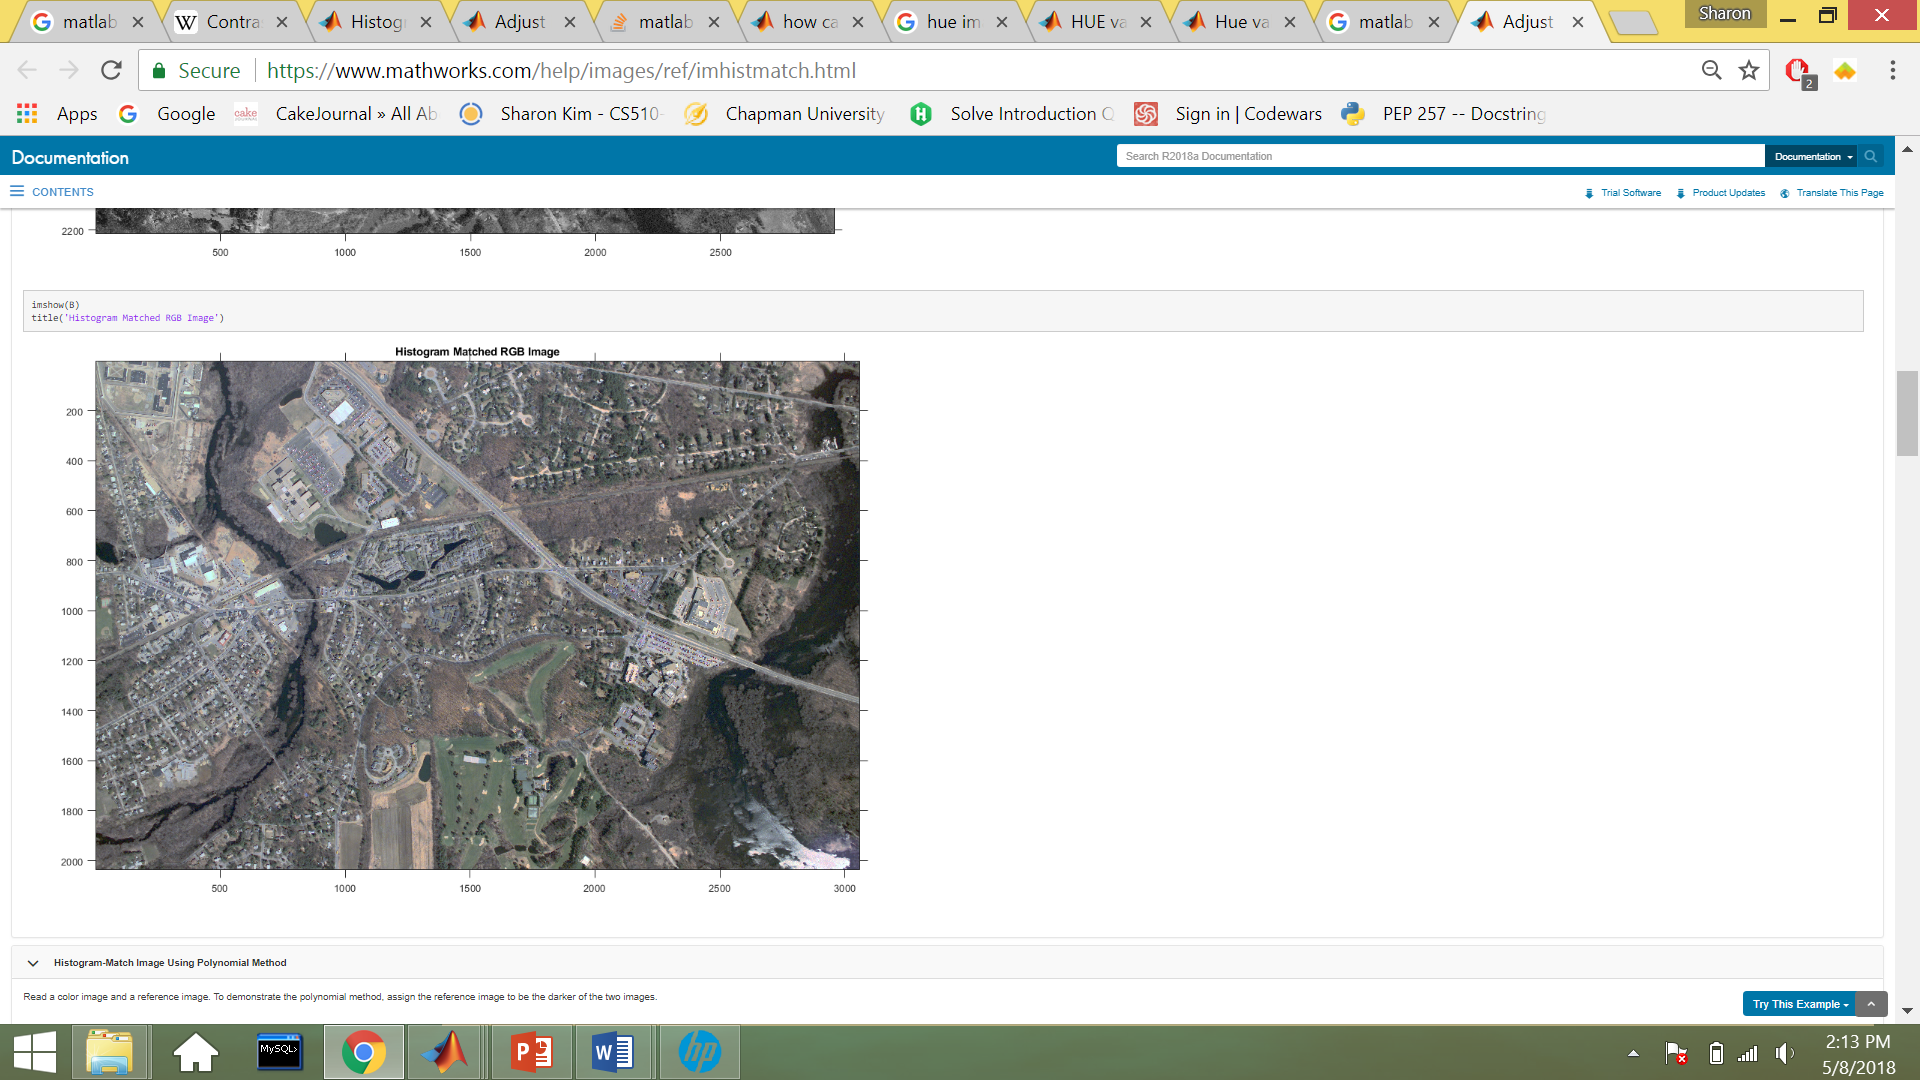 matlab
Contra
Histog
Adjust
matlab
how ca
hue im
HUE va
Hue va
matlab
Adjust
Sharon
Secure
https://www.mathworks.com/help/images/ref/imhistmatch.html
2
Apps
Google
cake
CakeJournal » All Ab
Sharon Kim - CS510-
Chapman University
Solve Introduction Q
Sign in | Codewars
PEP 257 -- Docstring
Documentation
Search R2018a Documentation
Documentation
CONTENTS
Trial Software
Product Updates
Translate This Page
2200
500 1000 1500 2000 2500
imshow(B)
title('Histogram Matched RGB Image')
Histogram Matched RGB Image
200
400
600
800
1000
1200
1400
1600
1800
2000
500 1000 1500 2000 2500 3000
Histogram-Match Image Using Polynomial Method
Read a color image and a reference image. To demonstrate the polynomial method, assign the reference image to be the darker of the two images.
Try This Example
MySQL>
2:13 PM
5/8/2018